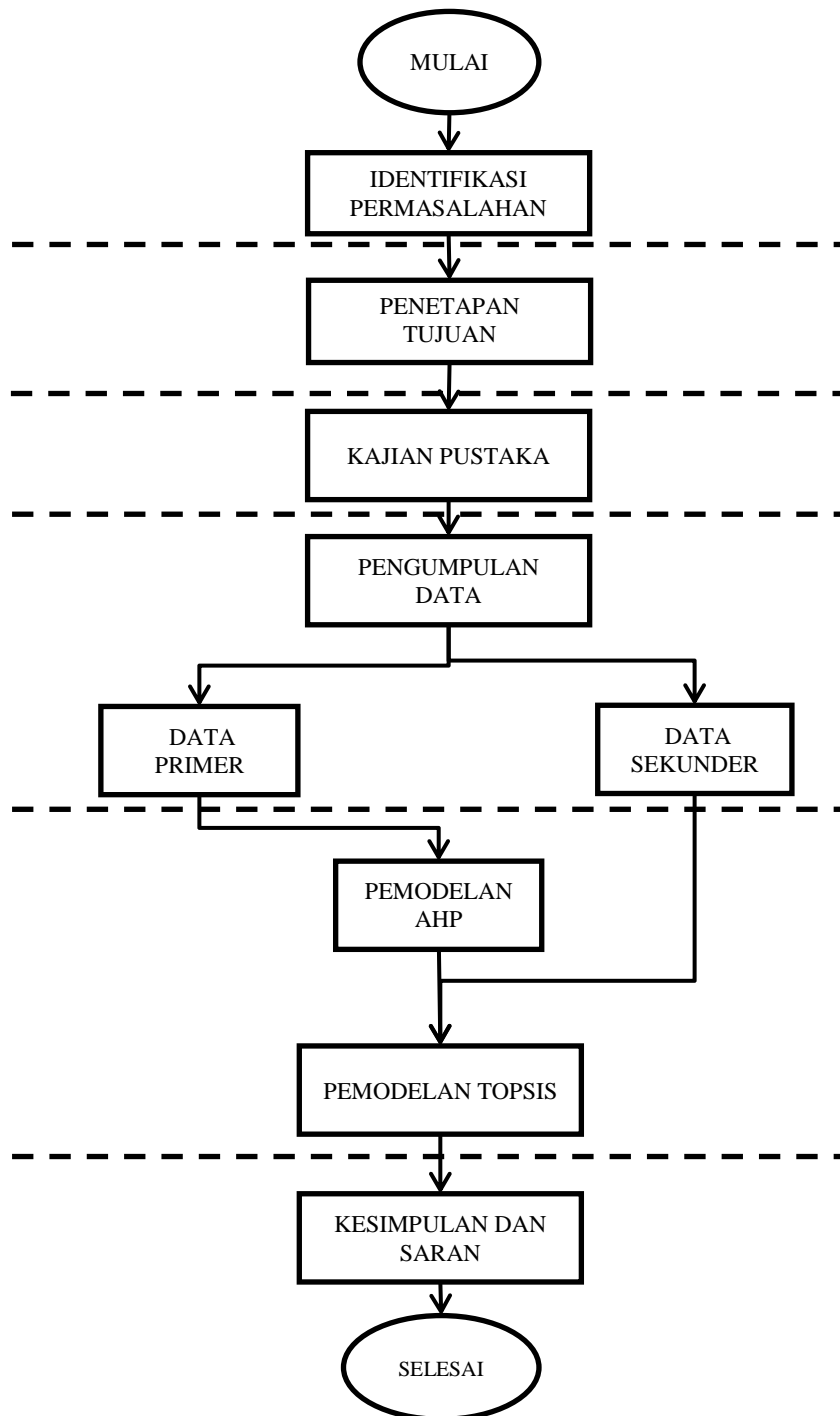 MULAI
IDENTIFIKASI
PERMASALAHAN
PENETAPAN
TUJUAN
KAJIAN PUSTAKA
PENGUMPULAN
DATA
DATA
PRIMER
DATA
SEKUNDER
PEMODELAN
AHP
PEMODELAN TOPSIS
KESIMPULAN DAN
SARAN
SELESAI